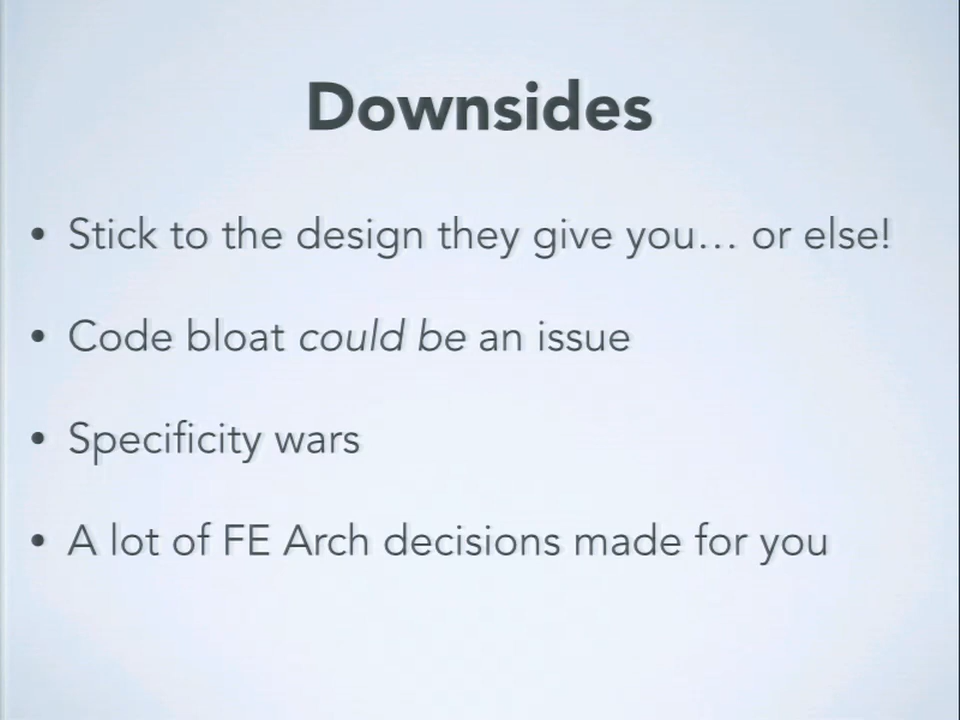 Downsides
• Stick to the design they give you… or else!
• Code bloat could be an issue
• Specificity wars
• A lot of FE Arch decisions made for you